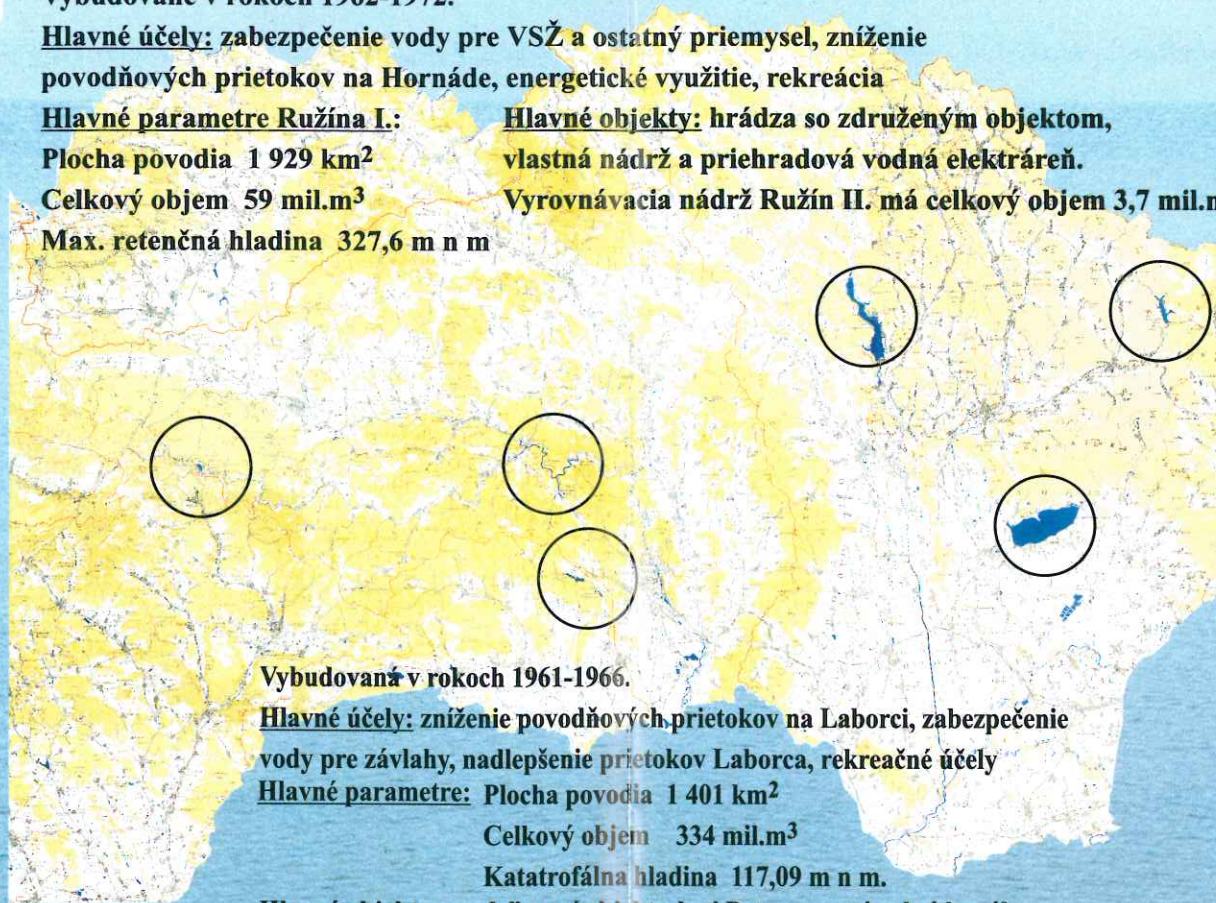 Hlavné účely: zabezpečenie vody pre VSŽ a ostatný priemysel, zníženie
povodňových prietokov na Hornáde, energetické využitie, rekreácia
Hlavné parametre Ružína I.:
Plocha povodia 1 929 km²
Celkový objem 59 mil.m³
Max. retenčná hladina 327,6 m n m
Hlavné objekty: hrádza so združeným objektom,
vlastná nádrž a priehradová vodná elektráreň.
Vyrovnávacia nádrž Ružín II. má celkový objem 3,7 mil.m
Vybudovaná v rokoch 1961-1966.
Hlavné účely: zníženie povodňových prietokov na Laborci, zabezpečenie
vody pre závlahy, nadlepšenie prietokov Laborca, rekreačné účely
Hlavné parametre: Plocha povodia 1 401 km²
Celkový objem 334 mil.m³
Katatrofálna hladina 117,09 m n m.